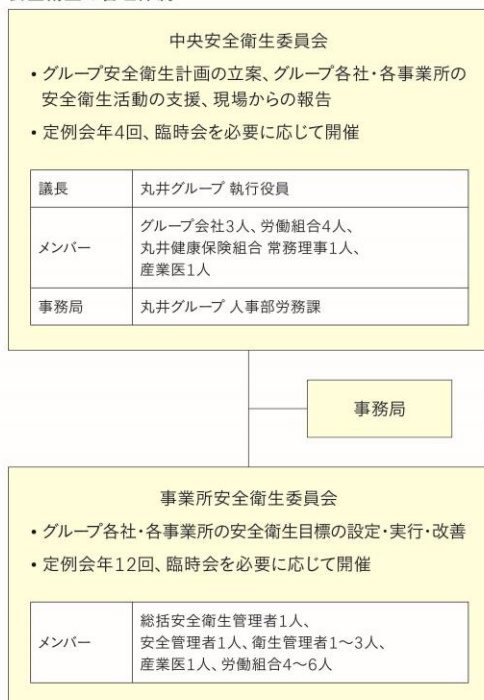 中央安全衛生委員会
• グループ安全衛生計画の立案、グループ各社・各事業所の
安全衛生活動の支援、現場からの報告
• 定例会年4回、臨時会を必要に応じて開催
議長 丸井グループ 執行役員
メンバー グループ会社3人、労働組合4人、
丸井健康保険組合 常務理事1人、
産業医1人
事務局 丸井グループ 人事部労務課
事務局
事業所安全衛生委員会
• グループ各社・各事業所の安全衛生目標の設定・実行・改善
• 定例会年12回、臨時会を必要に応じて開催
メンバー 総括安全衛生管理者1人、
安全管理者1人、衛生管理者1〜3人、
産業医1人、労働組合4〜6人